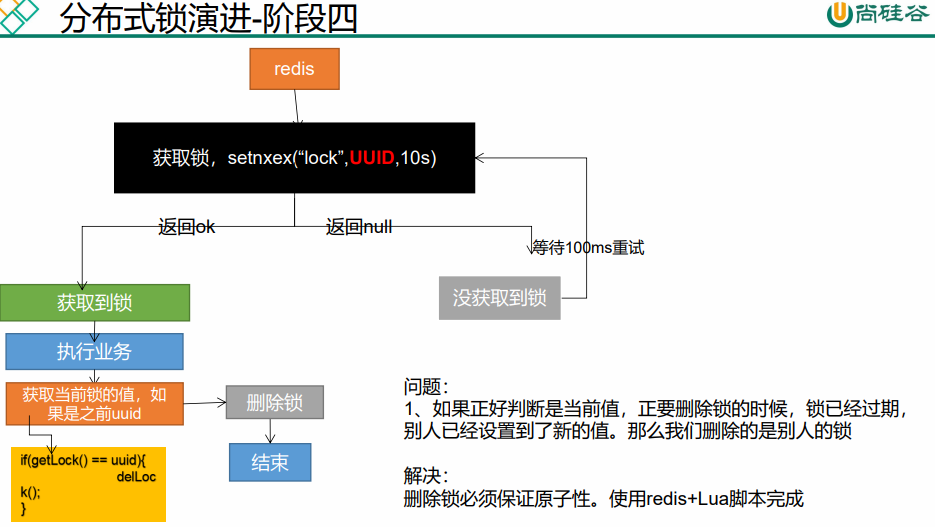 分布式锁演进-阶段四
尚硅谷
redis
获取锁，setnxex(“lock”,UUID,10s)
返回ok
返回null
等待100ms重试
获取到锁
没获取到锁
执行业务
获取当前锁的值，如
果是之前uuid
删除锁
结束
if(getLock() == uuid){
delLoc
k();
}
问题：
1、如果正好判断是当前值，正要删除锁的时候，锁已经过期，
别人已经设置到了新的值。那么我们删除的是别人的锁
解决：
删除锁必须保证原子性。使用redis+Lua脚本完成